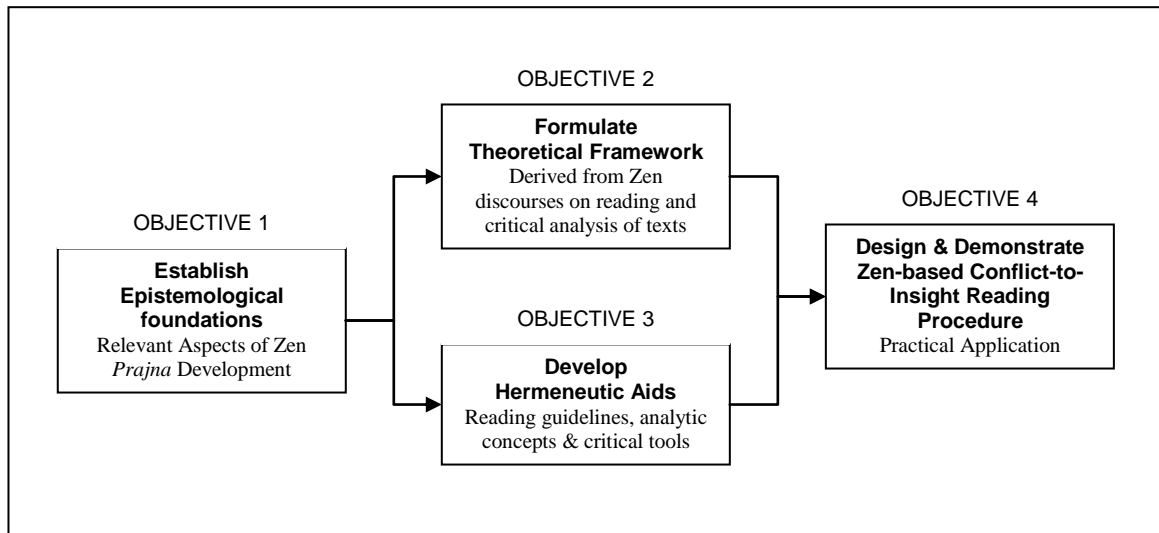 OBJECTIVE 1
Establish
Epistemological
foundations
Relevant Aspects of Zen
Prajna Development
OBJECTIVE 2
Formulate
Theoretical Framework
Derived from Zen
discourses on reading and
critical analysis of texts
OBJECTIVE 3
Develop
Hermeneutic Aids
Reading guidelines, analytic
concepts & critical tools
OBJECTIVE 4
Design & Demonstrate
Zen-based Conflict-to-
Insight Reading
Procedure
Practical Application